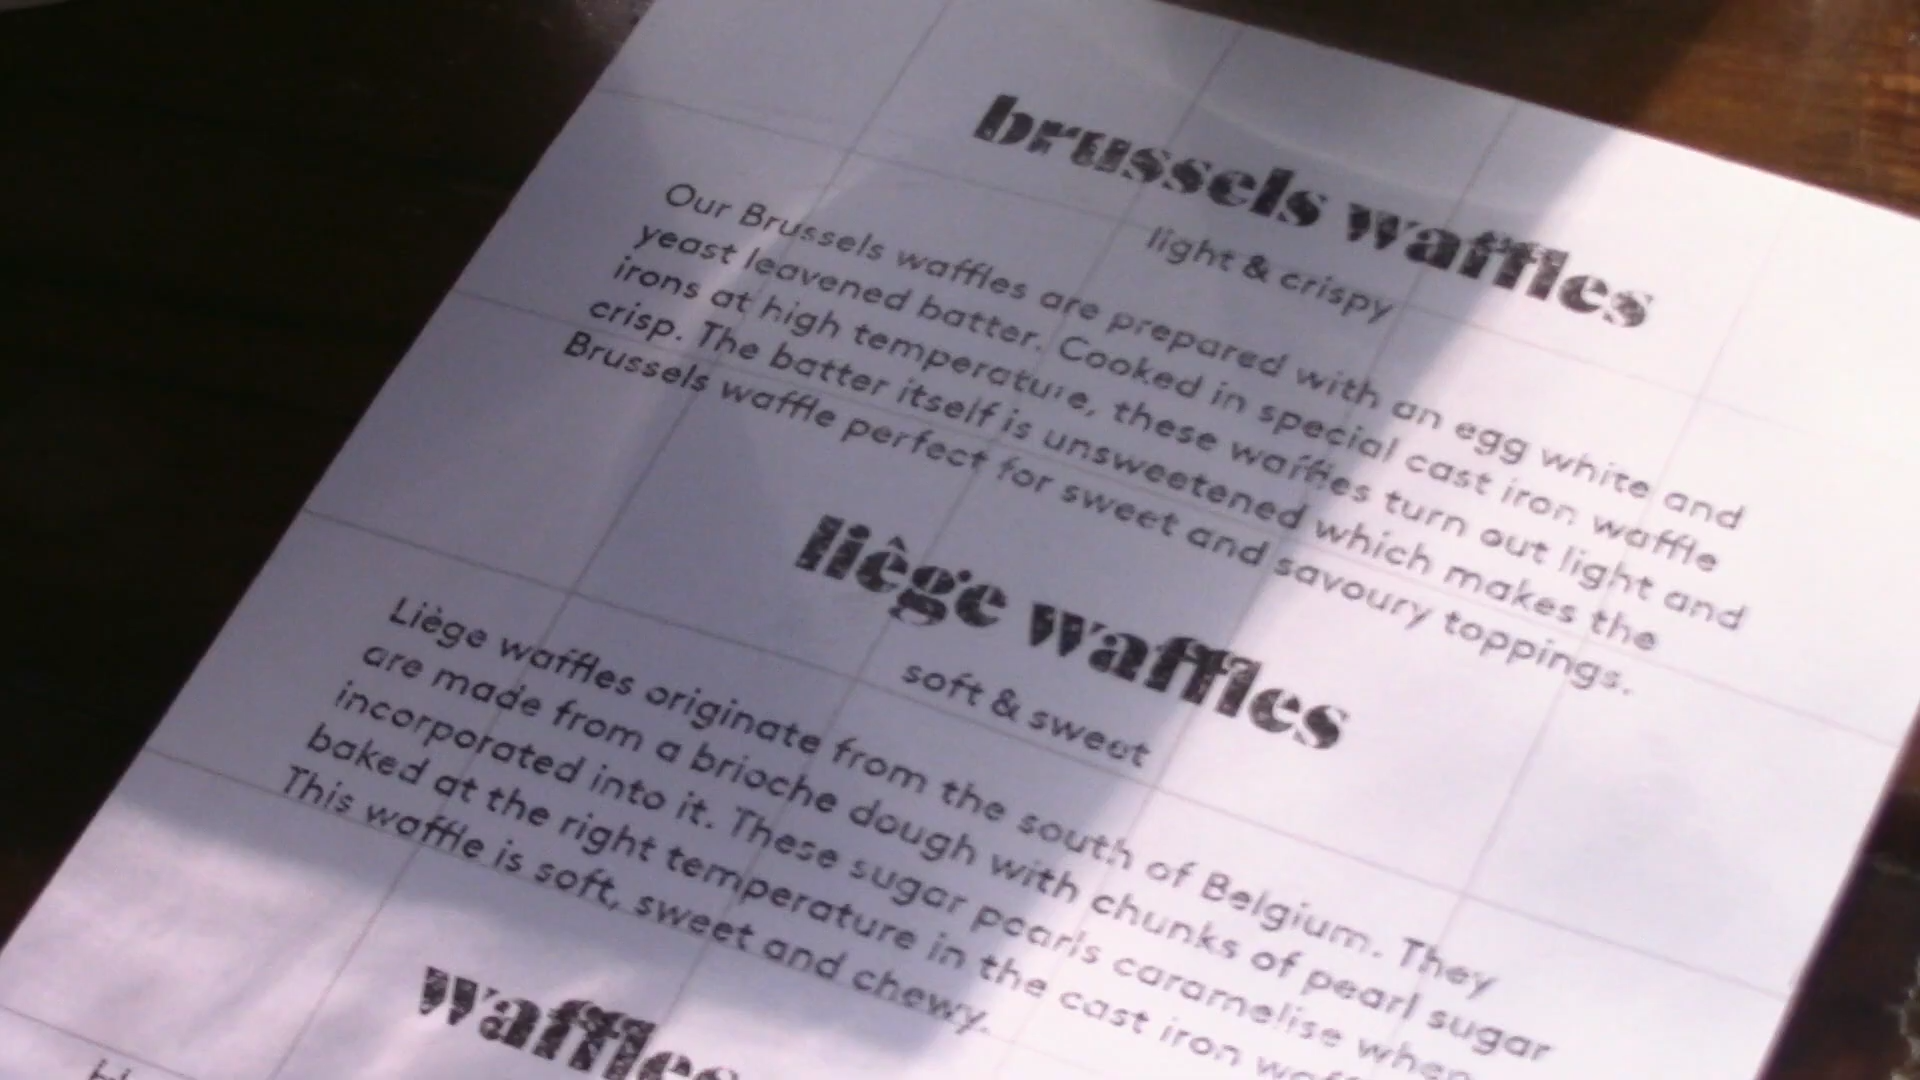 brussels waffles
light & crispy
Our Brussels waffles are prepared with an egg white and
yeast leavened batter. Cooked in special cast iron waffle
irons at high temperature, these waffles turn out light and
crisp. The batter itself is unsweetened which makes the
Brussels waffle perfect for sweet and savoury toppings.
liège waffles
soft & sweet
Liège waffles originate from the south of Belgium. They
are made from a brioche dough with chunks of pearl sugar
incorporated into it. These sugar pearls caramelise when
baked at the right temperature in the cast iron
This waffle is soft, sweet and chewy.
waffles